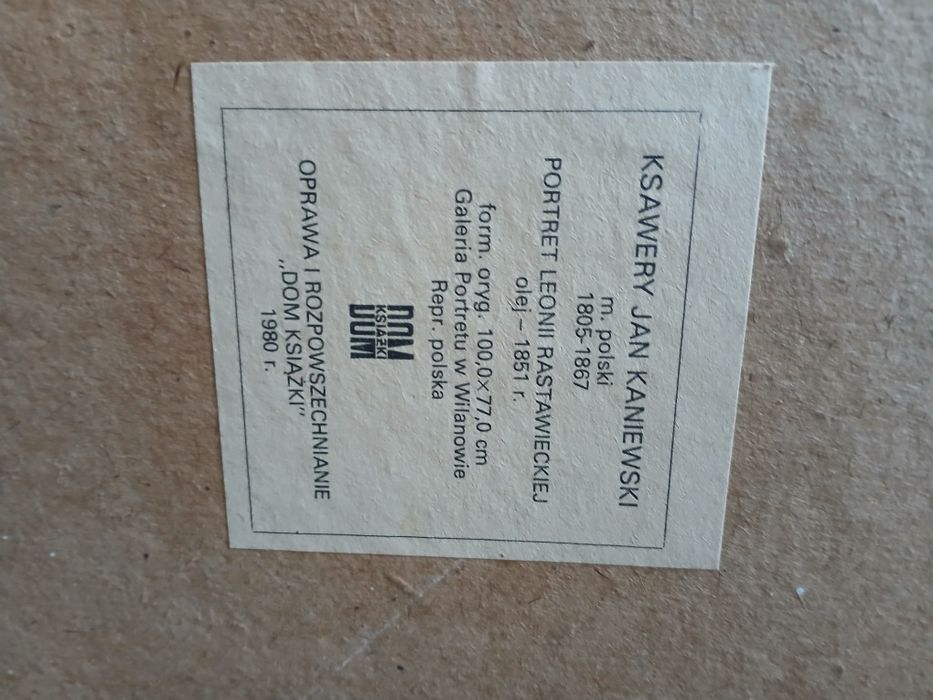 KSAWERY JAN KANIEWSKI
m. polski
1805-1867
PORTRET LEONII RASTAWIECKIEJ
olej – 1851 r.
form. oryg. 100,0×77,0 cm
Galeria Portretu w Wilanowie
Repr. polska
DOM
KSIĄŻKI
DOM
OPRAWA I ROZPOWSZECHNIANIE
„DOM KSIĄŻKI”
1980 r.